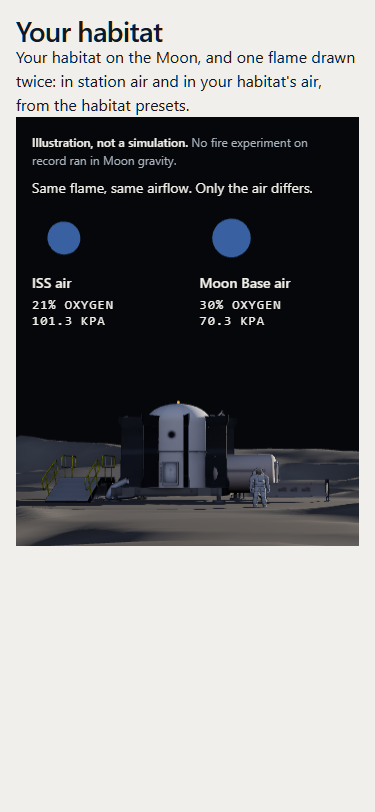 Your habitat
Your habitat on the Moon, and one flame drawn
twice: in station air and in your habitat's air,
from the habitat presets.
Illustration, not a simulation. No fire experiment on
record ran in Moon gravity.
Same flame, same airflow. Only the air differs.
ISS air
21% OXYGEN
101.3 KPA
Moon Base air
30% OXYGEN
70.3 KPA